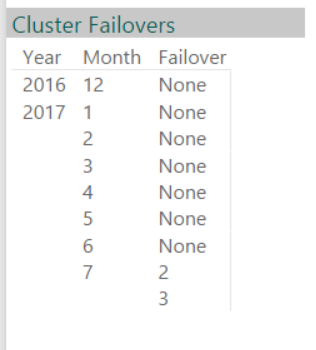 Cluster Failovers
Year Month Failover
2016 12 None
2017 1 None
2 None
3 None
4 None
5 None
6 None
7 2
3